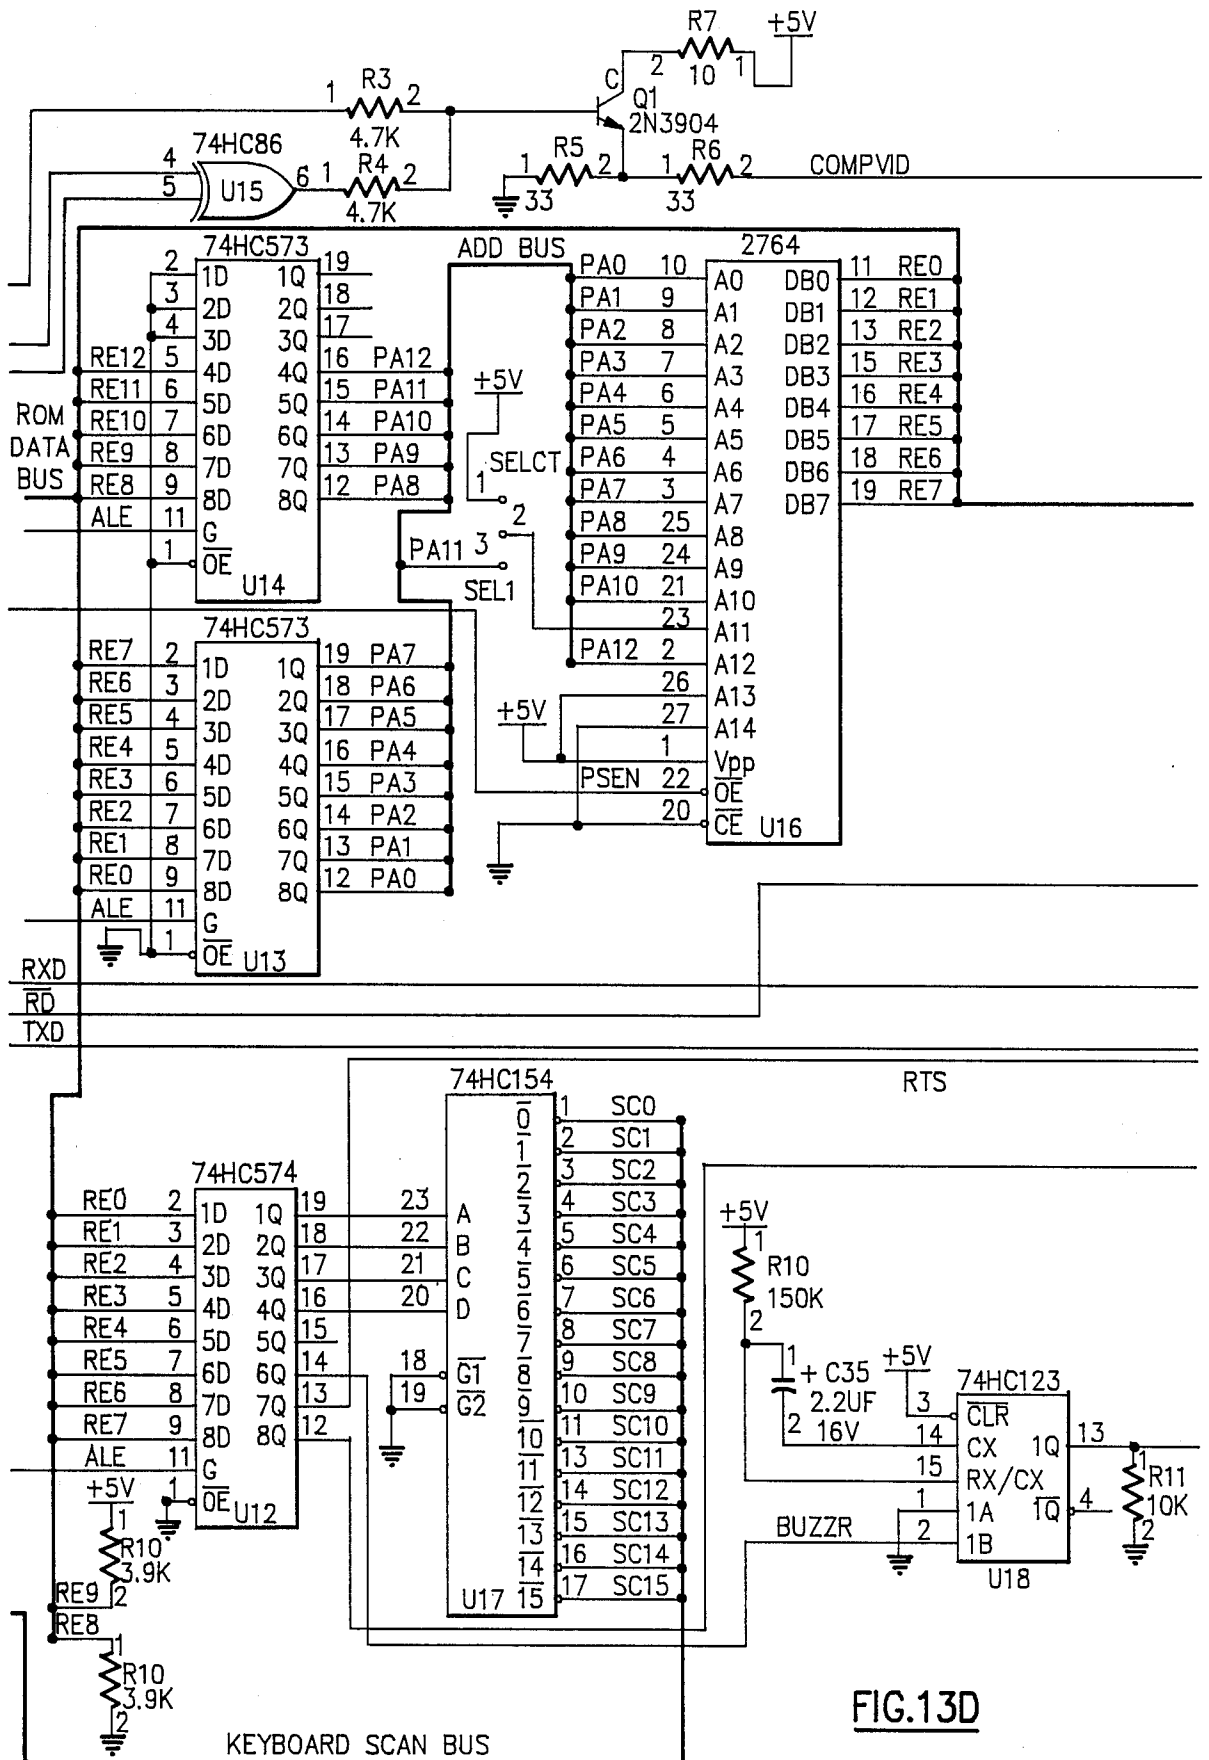 R7
+5V
2
10
1
C
Q1
2N3904
1
R3
2
4.7K
74HC86
4
5
U15
6
1
R4
2
4.7K
1
R5
2
33
1
R6
2
33
COMPVID
74HC573
2 1D 1Q 19
3 2D 2Q 18
4 3D 3Q 17
RE12 5 4D 4Q 16 PA12
RE11 6 5D 5Q 15 PA11
RE10 7 6D 6Q 14 PA10
RE9 8 7D 7Q 13 PA9
RE8 9 8D 8Q 12 PA8
ALE 11 G
1 OE
U14
ROM
DATA
BUS
ADD BUS
+5V
SELCT
1
2
PA11 3
SEL1
2764
PA0 10 A0 DB0 11 RE0
PA1 9 A1 DB1 12 RE1
PA2 8 A2 DB2 13 RE2
PA3 7 A3 DB3 15 RE3
PA4 6 A4 DB4 16 RE4
PA5 5 A5 DB5 17 RE5
PA6 4 A6 DB6 18 RE6
PA7 3 A7 DB7 19 RE7
PA8 25 A8
PA9 24 A9
PA10 21 A10
23 A11
PA12 2 A12
26 A13
27 A14
+5V
1 Vpp
PSEN 22 OE
20 CE
U16
74HC573
RE7 2 1D 1Q 19 PA7
RE6 3 2D 2Q 18 PA6
RE5 4 3D 3Q 17 PA5
RE4 5 4D 4Q 16 PA4
RE3 6 5D 5Q 15 PA3
RE2 7 6D 6Q 14 PA2
RE1 8 7D 7Q 13 PA1
RE0 9 8D 8Q 12 PA0
ALE 11 G
1 OE
U13
RXD
RD
TXD
RTS
74HC154
0 1 SC0
1 2 SC1
2 3 SC2
3 4 SC3
4 5 SC4
5 6 SC5
6 7 SC6
7 8 SC7
8 9 SC8
9 10 SC9
10 11 SC10
11 13 SC11
12 14 SC12
13 15 SC13
14 16 SC14
15 17 SC15
23 A
22 B
21 C
20 D
18 G1
19 G2
U17
74HC574
RE0 2 1D 1Q 19
RE1 3 2D 2Q 18
RE2 4 3D 3Q 17
RE3 5 4D 4Q 16
RE4 6 5D 5Q 15
RE5 7 6D 6Q 14
RE6 8 7D 7Q 13
RE7 9 8D 8Q 12
ALE 11 G
1 OE
U12
+5V
1
R10
3.9K
RE9 2
RE8
1
R10
3.9K
2
+5V
1
R10
150K
2
1
+ C35
2.2UF
2 16V
+5V
74HC123
3 CLR
14 CX 1Q 13
15 RX/CX
1 1A 1Q 4
BUZZR 2 1B
U18
1
R11
10K
2
KEYBOARD SCAN BUS
FIG.13D